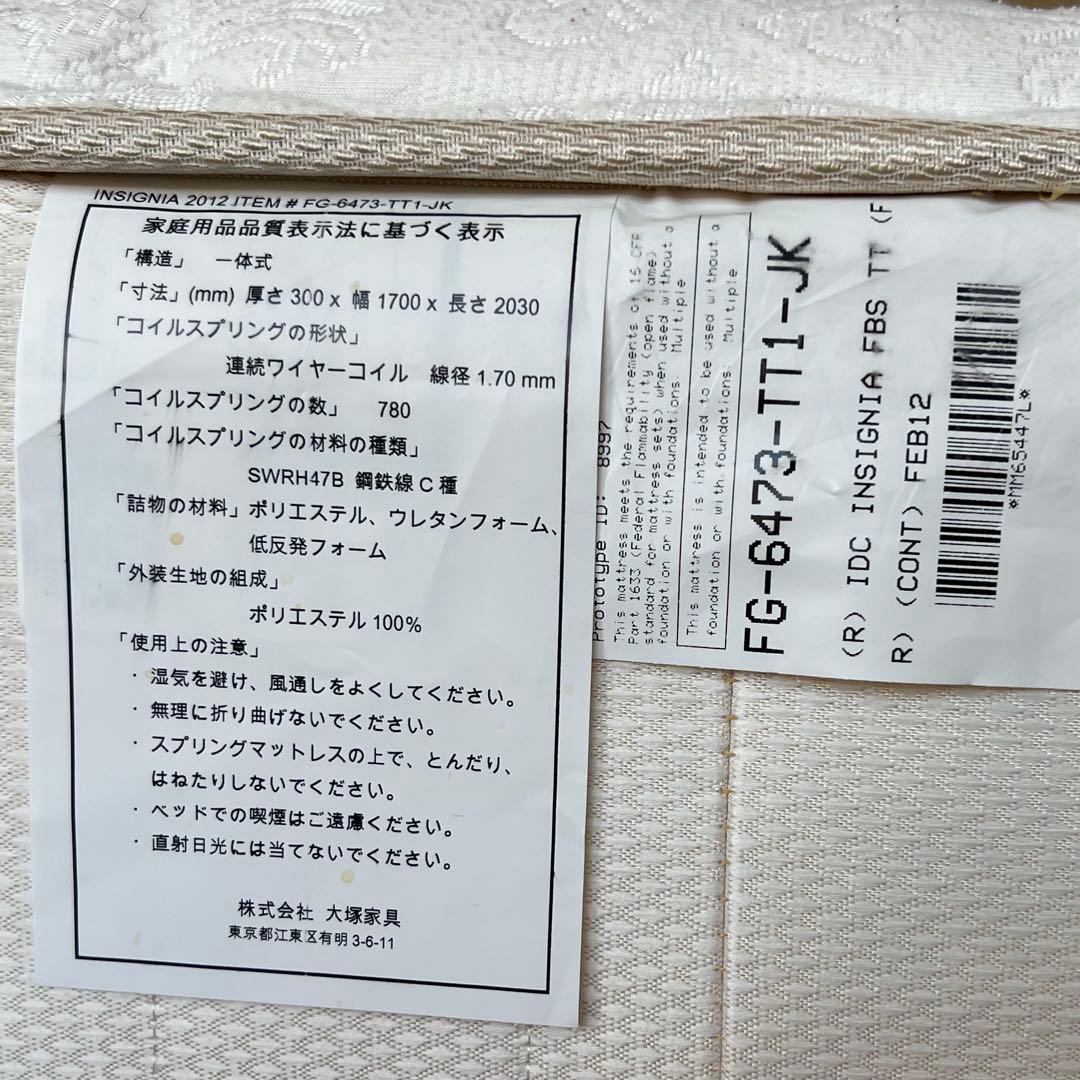 INSIGNIA 2012 ITEM # FG-6473-TT1-JK
家庭用品品質表示法に基づく表示
「構造」 一体式
「寸法」(mm) 厚さ 300 x 幅 1700 x 長さ 2030
「コイルスプリングの形状」
連続ワイヤーコイル 線径 1.70 mm
「コイルスプリングの数」 780
「コイルスプリングの材料の種類」
SWRH47B 鋼鉄線 C 種
「詰物の材料」ポリエステル、ウレタンフォーム、
低反発フォーム
「外装生地の組成」
ポリエステル 100%
「使用上の注意」
・湿気を避け、風通しをよくしてください。
・無理に折り曲げないでください。
・スプリングマットレスの上で、とんだり、
はねたりしないでください。
・ベッドでの喫煙はご遠慮ください。
・直射日光には当てないでください。
株式会社 大塚家具
東京都江東区有明 3-6-11
Prototype ID: 8997
This mattress meets the requirements of 16 CFR
Part 1633 (Federal Flammability (open flame)
standard for mattress sets) when used without a
foundation or with foundations. Multiple
This mattress is intended to be used without a
foundation or with foundations. Multiple
FG-6473-TT1-JK
(R) IDC INSIGNIA FBS TT (F
R) (CONT) FEB12
*MM65447L*